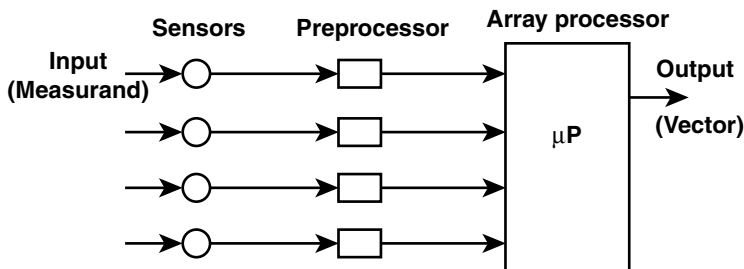 Sensors
Preprocessor
Array processor
Input
(Measurand)
μP
Output
(Vector)